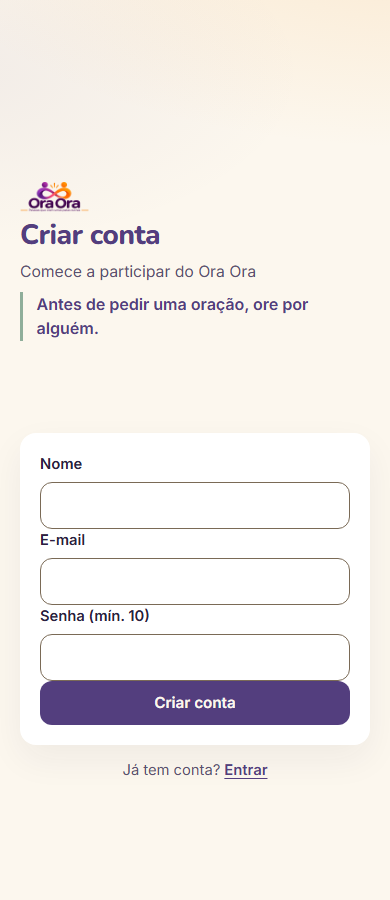 Ora Ora
Criar conta
Comece a participar do Ora Ora
Antes de pedir uma oração, ore por
alguém.
Nome
E-mail
Senha (mín. 10)
Criar conta
Já tem conta? Entrar